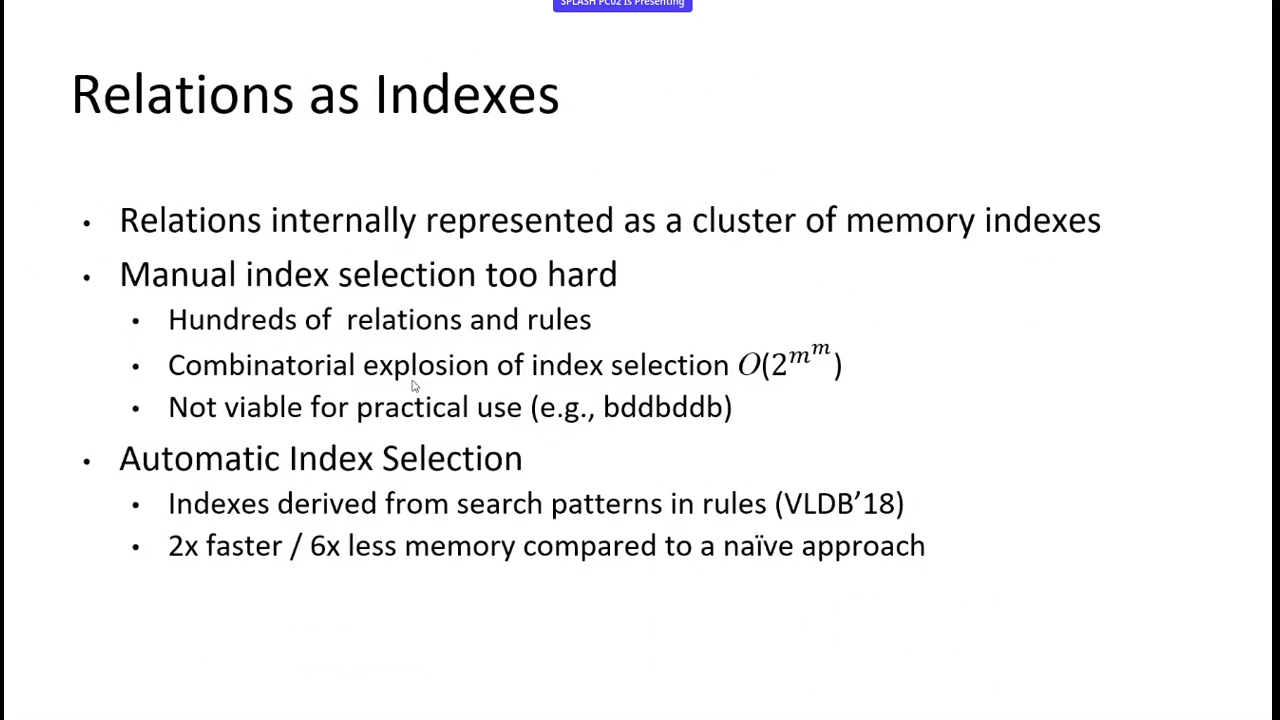 SPLASH PC02 is Presenting
Relations as Indexes
• Relations internally represented as a cluster of memory indexes
• Manual index selection too hard
• Hundreds of relations and rules
• Combinatorial explosion of index selection $O(2^{m^m})$
• Not viable for practical use (e.g., bddbddb)
• Automatic Index Selection
• Indexes derived from search patterns in rules (VLDB’18)
• 2x faster / 6x less memory compared to a naïve approach